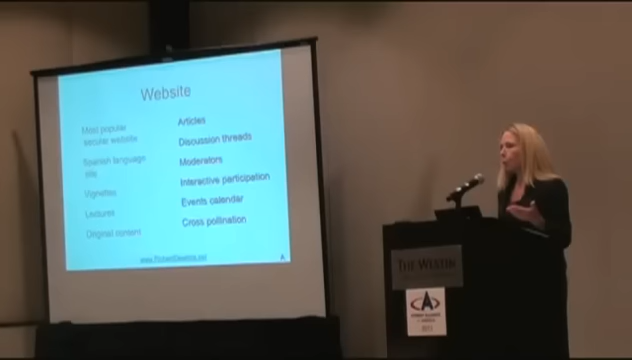 Website
Most popular
secular website
Spanish language
site
Vignettes
Lectures
Original content
Articles
Discussion threads
Moderators
Interactive participation
Events calendar
Cross pollination
A
THE WESTIN
A